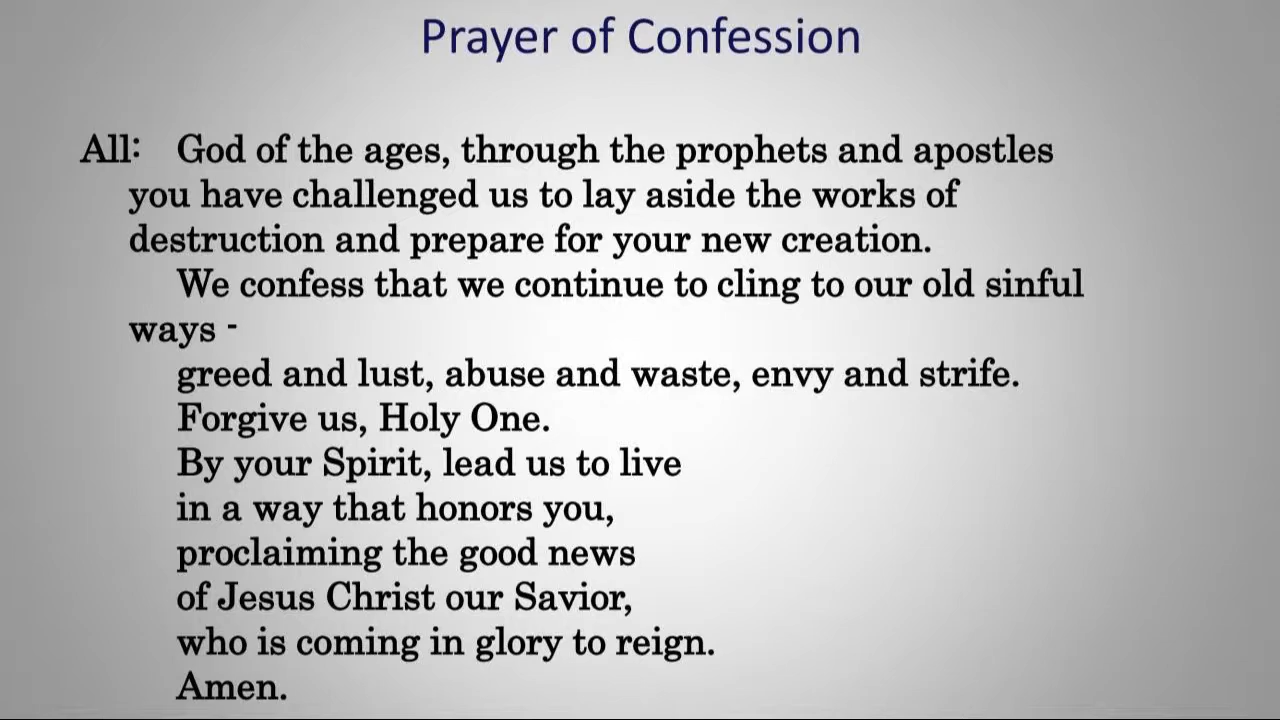 Prayer of Confession
All: God of the ages, through the prophets and apostles
you have challenged us to lay aside the works of
destruction and prepare for your new creation.
We confess that we continue to cling to our old sinful
ways -
greed and lust, abuse and waste, envy and strife.
Forgive us, Holy One.
By your Spirit, lead us to live
in a way that honors you,
proclaiming the good news
of Jesus Christ our Savior,
who is coming in glory to reign.
Amen.